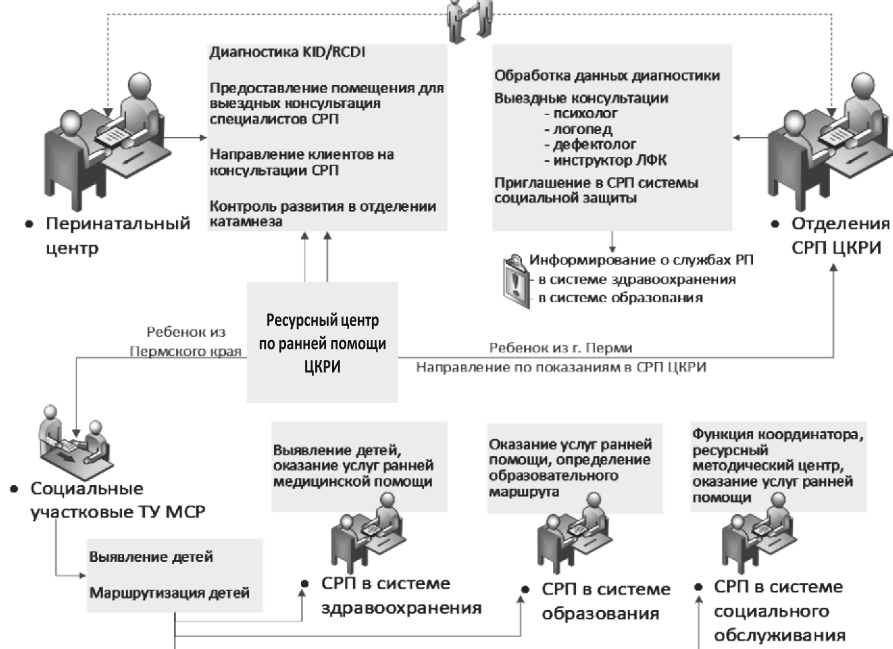 Диагностика KID/RCDI
Предоставление помещения для
выездных консультация
специалистов СРП
Направление клиентов на
консультации СРП
Контроль развития в отделении
катамнеза
Обработка данных диагностики
Выездные консультации
- психолог
- логопед
- дефектолог
- инструктор ЛФК
Приглашение в СРП системы
социальной защиты
• Перинатальный
центр
• Отделения
СРП ЦКРИ
Информирование о службах РП
- в системе здравоохранения
- в системе образования
Ресурсный центр
по ранней помощи
ЦКРИ
Ребенок из
Пермского края
Ребенок из г. Перми
Направление по показаниям в СРП ЦКРИ
• Социальные
участковые ТУ МСР
Выявление детей,
оказание услуг ранней
медицинской помощи
Оказание услуг ранней
помощи, определение
образовательного
маршрута
Функция координатора,
ресурсный
методический центр,
оказание услуг ранней
помощи
Выявление детей
Маршрутизация детей
• СРП в системе
здравоохранения
• СРП в системе
образования
• СРП в системе
социального
обслуживания